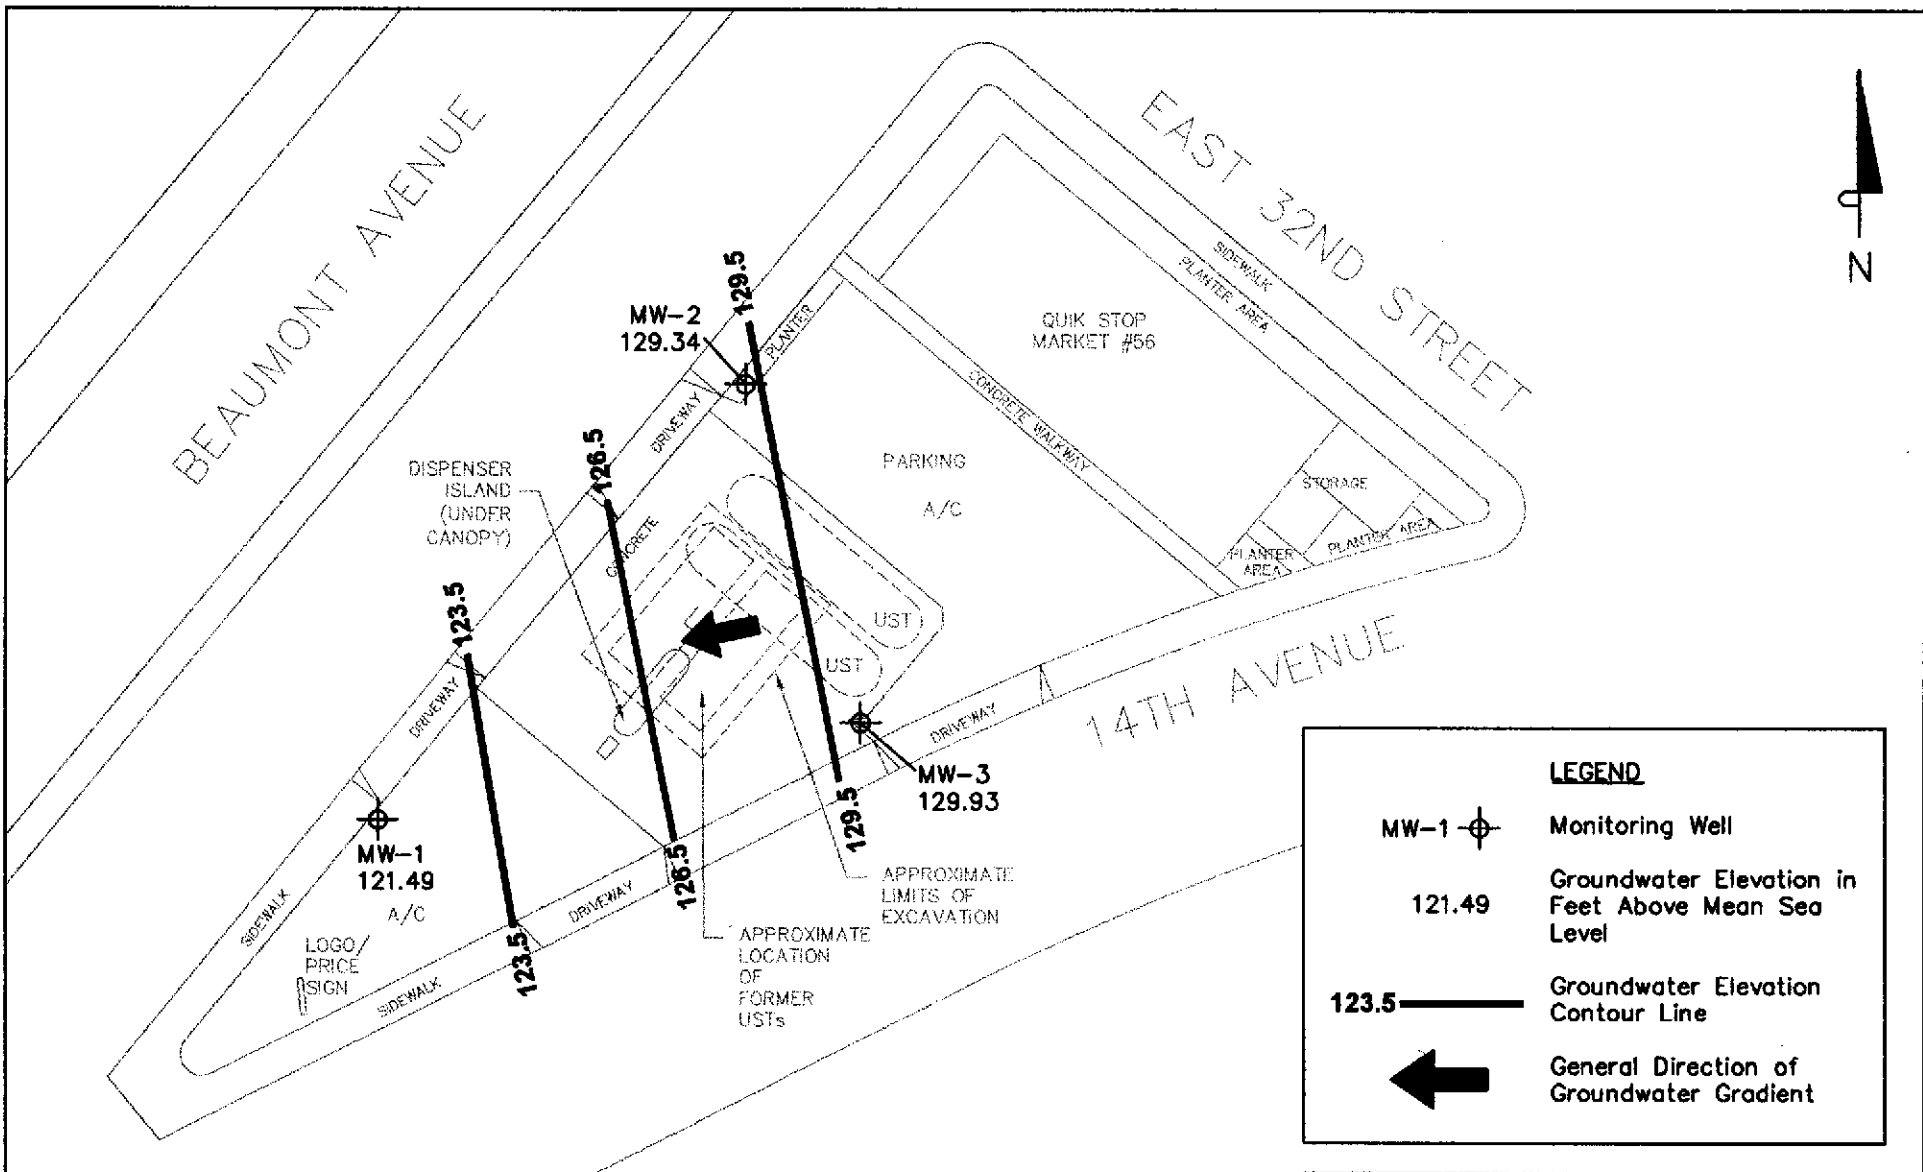 BEAUMONT AVENUE
EAST 32ND STREET
N
129.5
MW-2
129.34
PLANTER
SIDEWALK
PLANTER AREA
QUIK STOP
MARKET #56
CONCRETE WALKWAY
DRIVEWAY
126.5
DISPENSER
ISLAND
(UNDER
CANOPY)
CONCRETE
PARKING
A/C
STORAGE
PLANTER AREA
PLANTER
AREA
123.5
DRIVEWAY
UST
UST
14TH AVENUE
DRIVEWAY
MW-3
129.93
129.5
MW-1
121.49
A/C
126.5
DRIVEWAY
APPROXIMATE
LIMITS OF
EXCAVATION
SIDEWALK
LOGO/
PRICE
SIGN
123.5
SIDEWALK
APPROXIMATE
LOCATION
OF
FORMER
USTs
LEGEND
MW-1
Monitoring Well
121.49
Groundwater Elevation in
Feet Above Mean Sea
Level
123.5
Groundwater Elevation
Contour Line
General Direction of
Groundwater Gradient